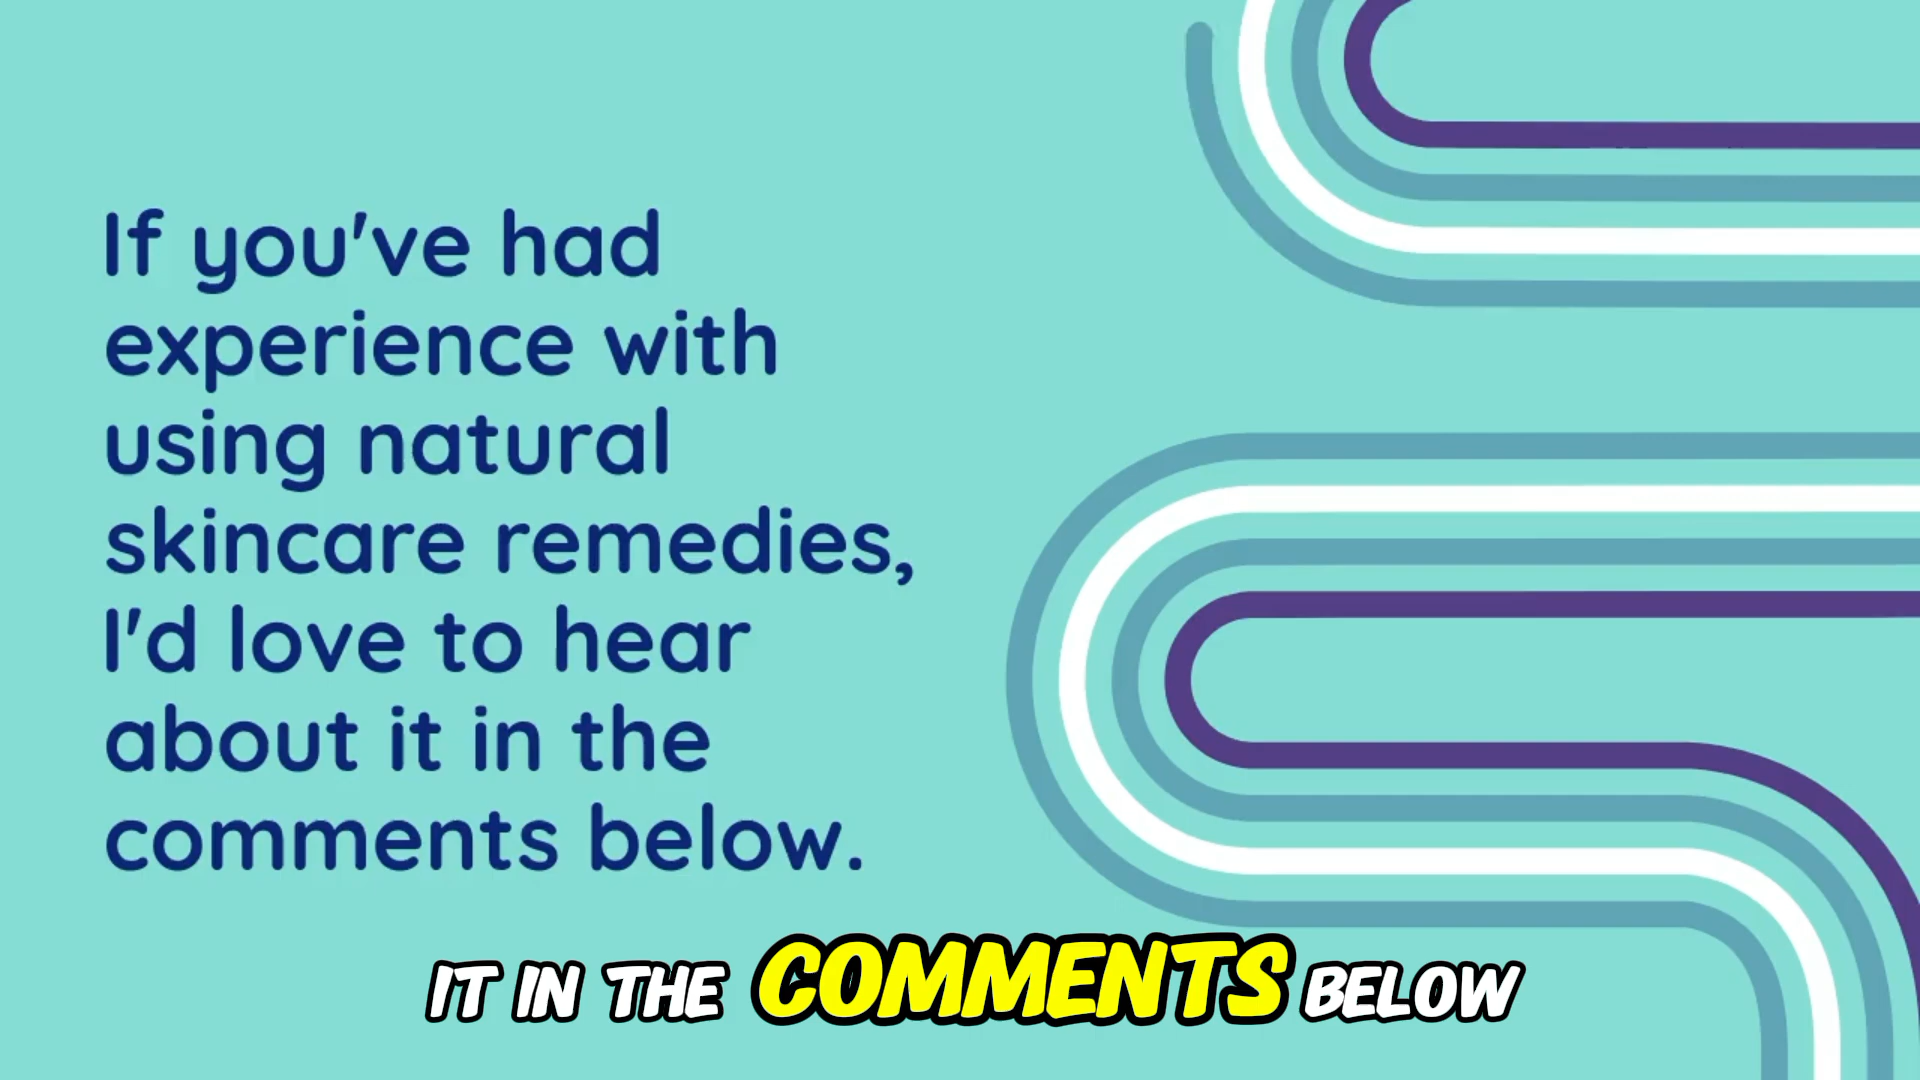 If you've had
experience with
using natural
skincare remedies,
I'd love to hear
about it in the
comments below.
IT IN THE COMMENTS BELOW